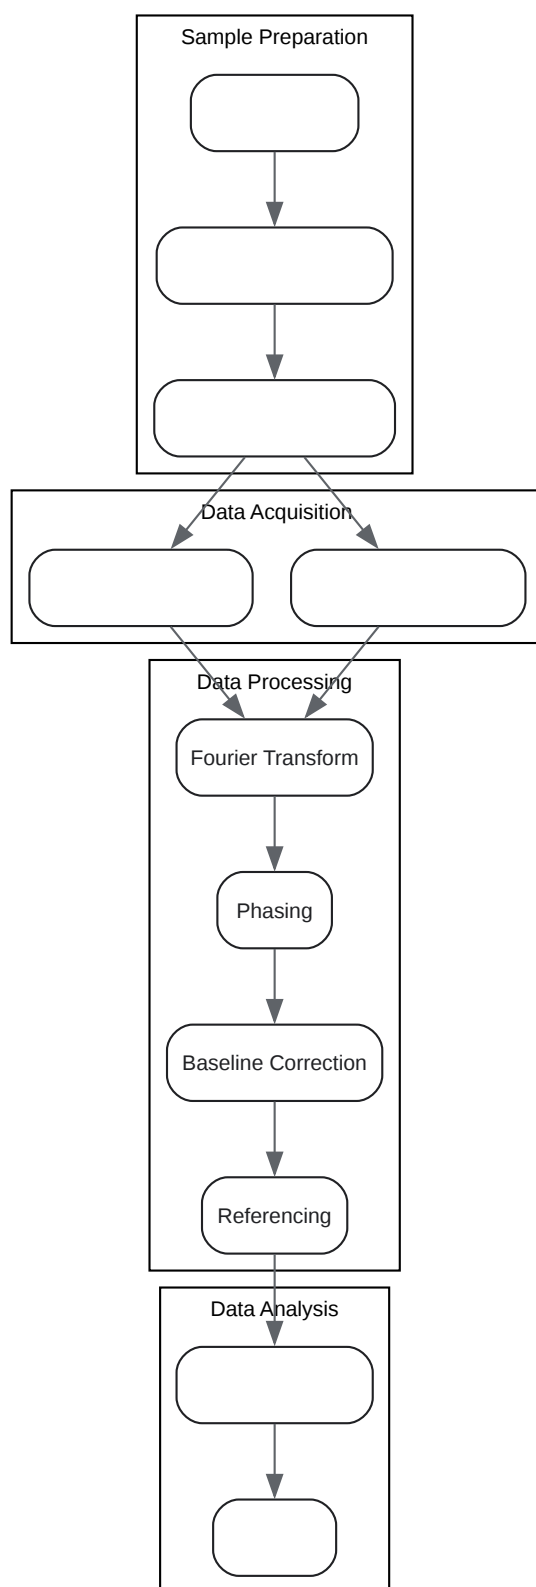 Sample Preparation
Data Acquisition
Data Processing
Fourier Transform
Phasing
Baseline Correction
Referencing
Data Analysis